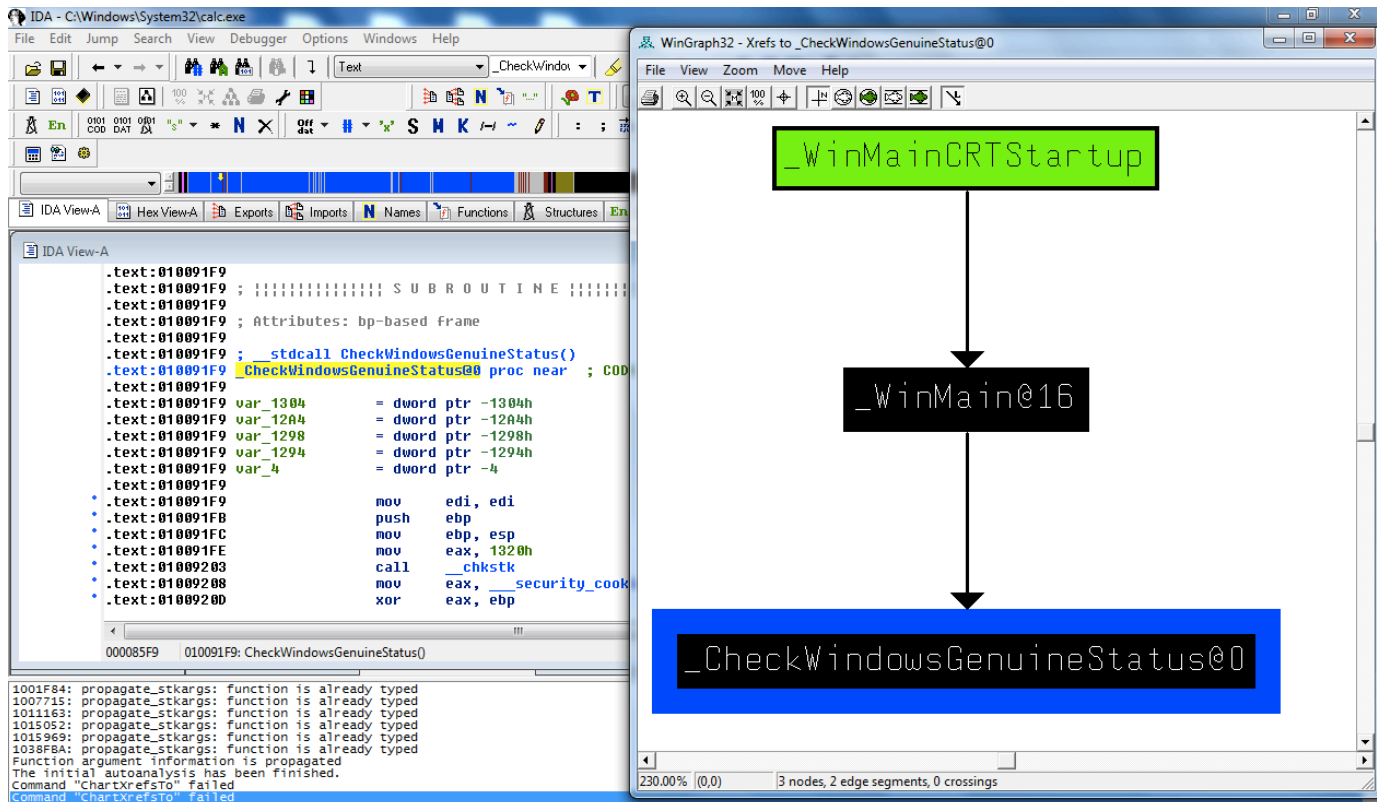 IDA - C:\Windows\System32\calc.exe
File Edit Jump Search View Debugger Options Windows Help
Text
_CheckWindo
En
Off
dat
S M K
IDA View-A Hex View-A Exports Imports N Names Functions Structures En
IDA View-A
.text:010091F9
.text:010091F9 ; ¦¦¦¦¦¦¦¦¦¦¦¦¦¦¦ S U B R O U T I N E ¦¦¦¦¦¦¦
.text:010091F9
.text:010091F9 ; Attributes: bp-based frame
.text:010091F9
.text:010091F9 ; __stdcall CheckWindowsGenuineStatus()
.text:010091F9 _CheckWindowsGenuineStatus@0 proc near ; COD
.text:010091F9
.text:010091F9 var_1304 = dword ptr -1304h
.text:010091F9 var_12A4 = dword ptr -12A4h
.text:010091F9 var_1298 = dword ptr -1298h
.text:010091F9 var_1294 = dword ptr -1294h
.text:010091F9 var_4 = dword ptr -4
.text:010091F9
.text:010091F9 mov edi, edi
.text:010091FB push ebp
.text:010091FC mov ebp, esp
.text:010091FE mov eax, 1320h
.text:01009203 call __chkstk
.text:01009208 mov eax, ___security_cook
.text:0100920D xor eax, ebp
000085F9 010091F9: CheckWindowsGenuineStatus()
1001F84: propagate_stkargs: function is already typed
1007715: propagate_stkargs: function is already typed
1011163: propagate_stkargs: function is already typed
1015052: propagate_stkargs: function is already typed
1015969: propagate_stkargs: function is already typed
1038FBA: propagate_stkargs: function is already typed
Function argument information is propagated
The initial autoanalysis has been finished.
Command "ChartXrefsTo" failed
Command "ChartXrefsTo" failed
WinGraph32 - Xrefs to _CheckWindowsGenuineStatus@0
File View Zoom Move Help
_WinMainCRTStartup
_WinMain@16
_CheckWindowsGenuineStatus@0
230.00% (0,0) 3 nodes, 2 edge segments, 0 crossings